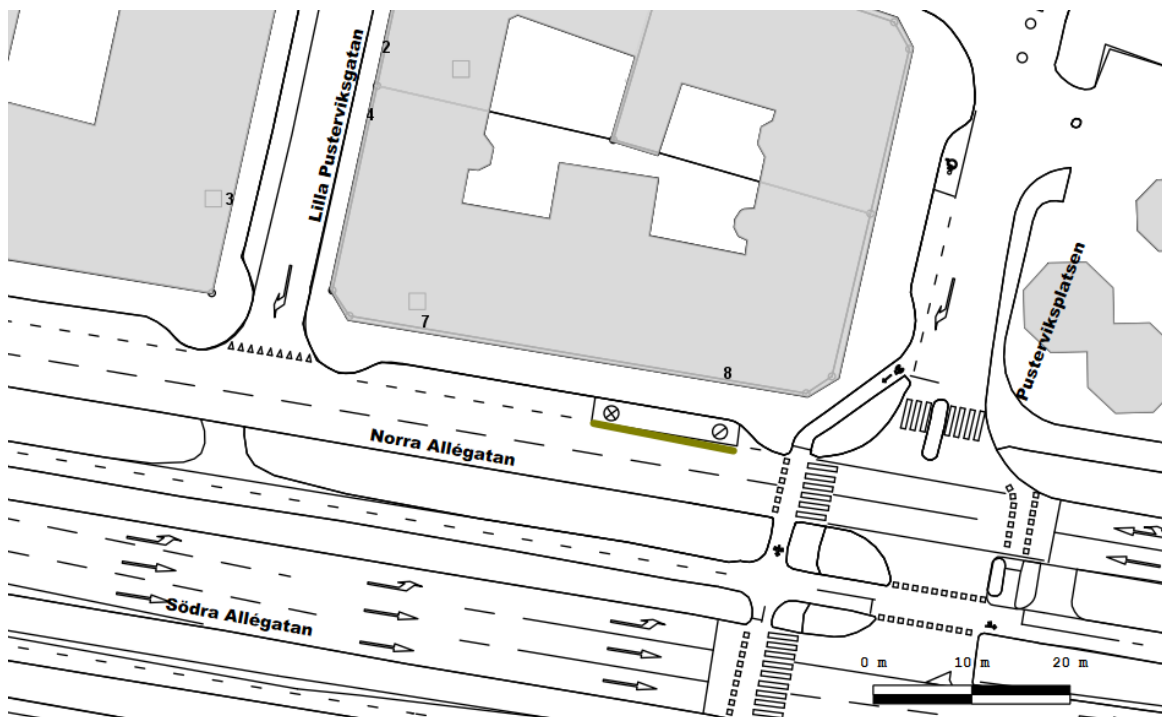 2
4
Lilla Pusterviksgatan
3
7
8
Pusterviksplatsen
Norra Allégatan
Södra Allégatan
0 m 10 m 20 m